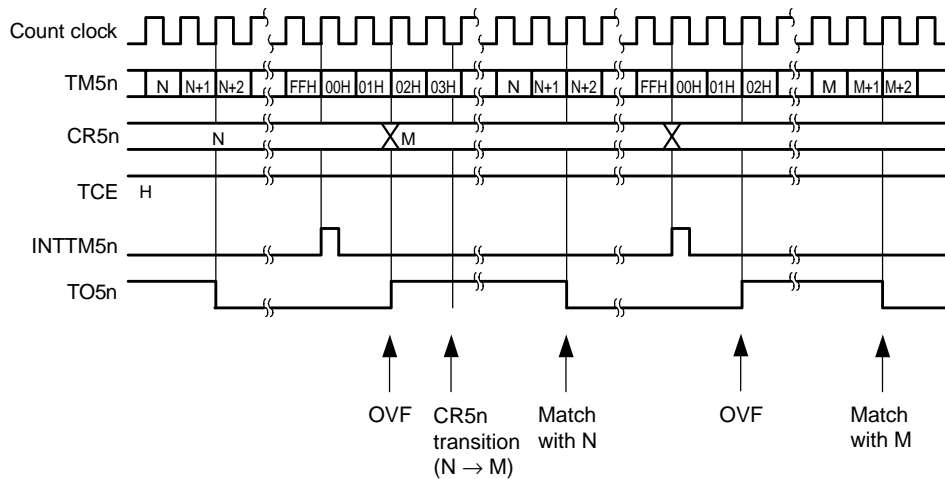 Count clock
TM5n N N+1 N+2 FFH 00H 01H 02H 03H N N+1 N+2 FFH 00H 01H 02H M M+1 M+2
CR5n N M
TCE H
INTTM5n
TO5n
OVF CR5n transition (N → M) Match with N OVF Match with M